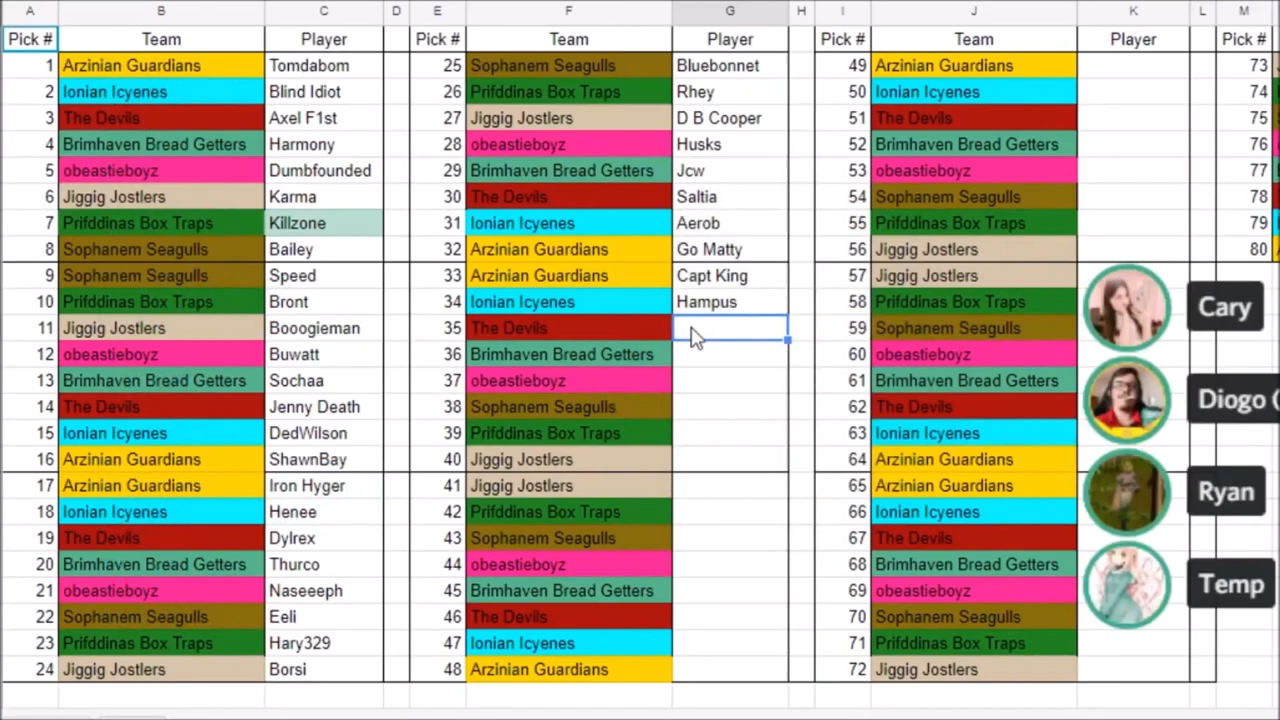 A B C D E F G H I J K L M
Pick # Team Player Pick # Team Player Pick # Team Player Pick #
1 Arzinian Guardians Tomdabom 25 Sophanem Seagulls Bluebonnet 49 Arzinian Guardians 73
2 Ionian Icyenes Blind Idiot 26 Prifddinas Box Traps Rhey 50 Ionian Icyenes 74
3 The Devils Axel F1st 27 Jiggig Jostlers D B Cooper 51 The Devils 75
4 Brimhaven Bread Getters Harmony 28 obeastieboyz Husks 52 Brimhaven Bread Getters 76
5 obeastieboyz Dumbfounded 29 Brimhaven Bread Getters Jcw 53 obeastieboyz 77
6 Jiggig Jostlers Karma 30 The Devils Saltia 54 Sophanem Seagulls 78
7 Prifddinas Box Traps Killzone 31 Ionian Icyenes Aerob 55 Prifddinas Box Traps 79
8 Sophanem Seagulls Bailey 32 Arzinian Guardians Go Matty 56 Jiggig Jostlers 80
9 Sophanem Seagulls Speed 33 Arzinian Guardians Capt King 57 Jiggig Jostlers
10 Prifddinas Box Traps Bront 34 Ionian Icyenes Hampus 58 Prifddinas Box Traps Cary
11 Jiggig Jostlers Booogieman 35 The Devils 59 Sophanem Seagulls
12 obeastieboyz Buwatt 36 Brimhaven Bread Getters 60 obeastieboyz
13 Brimhaven Bread Getters Sochaa 37 obeastieboyz 61 Brimhaven Bread Getters
14 The Devils Jenny Death 38 Sophanem Seagulls 62 The Devils Diogo
15 Ionian Icyenes DedWilson 39 Prifddinas Box Traps 63 Ionian Icyenes
16 Arzinian Guardians ShawnBay 40 Jiggig Jostlers 64 Arzinian Guardians
17 Arzinian Guardians Iron Hyger 41 Jiggig Jostlers 65 Arzinian Guardians Ryan
18 Ionian Icyenes Henee 42 Prifddinas Box Traps 66 Ionian Icyenes
19 The Devils Dylrex 43 Sophanem Seagulls 67 The Devils
20 Brimhaven Bread Getters Thurco 44 obeastieboyz 68 Brimhaven Bread Getters
21 obeastieboyz Naseeeph 45 Brimhaven Bread Getters 69 obeastieboyz Temp
22 Sophanem Seagulls Eeli 46 The Devils 70 Sophanem Seagulls
23 Prifddinas Box Traps Hary329 47 Ionian Icyenes 71 Prifddinas Box Traps
24 Jiggig Jostlers Borsi 48 Arzinian Guardians 72 Jiggig Jostlers